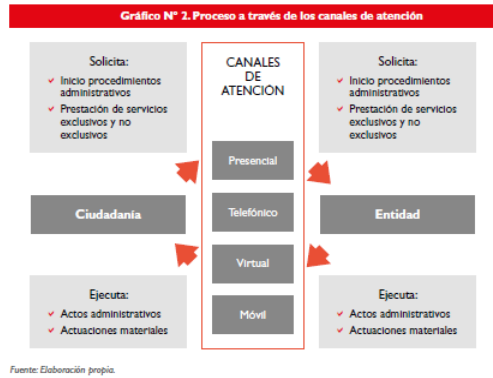 Gráfico N° 2. Proceso a través de los canales de atención
Solicita:
Inicio procedimientos
administrativos
Prestación de servicios
exclusivos y no
exclusivos
CANALES
DE
ATENCIÓN
Solicita:
Inicio procedimientos
administrativos
Prestación de servicios
exclusivos y no
exclusivos
Presencial
Ciudadanía
Telefónico
Entidad
Virtual
Móvil
Ejecuta:
Actos administrativos
Actuaciones materiales
Ejecuta:
Actos administrativos
Actuaciones materiales
Fuente: Elaboración propia.